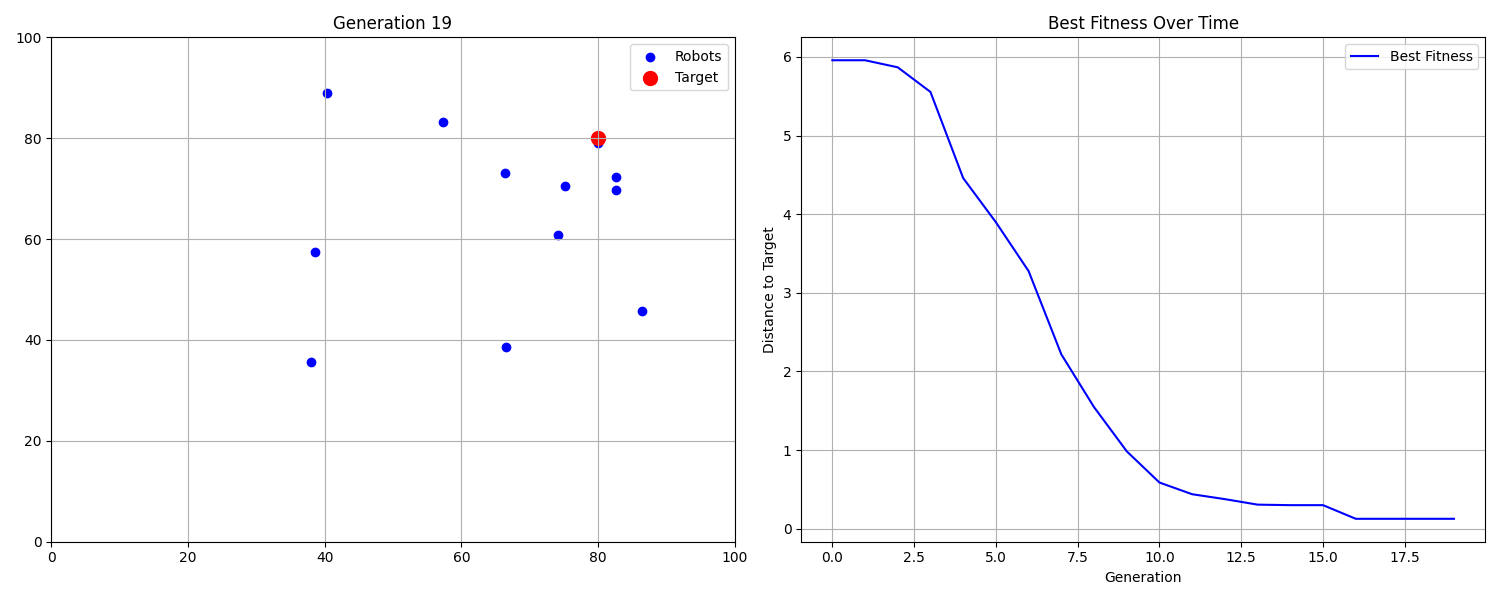 Generation 19
100
80
60
40
20
0
0 20 40 60 80 100
Robots
Target
Best Fitness Over Time
Distance to Target
6
5
4
3
2
1
0
0.0 2.5 5.0 7.5 10.0 12.5 15.0 17.5
Generation
Best Fitness